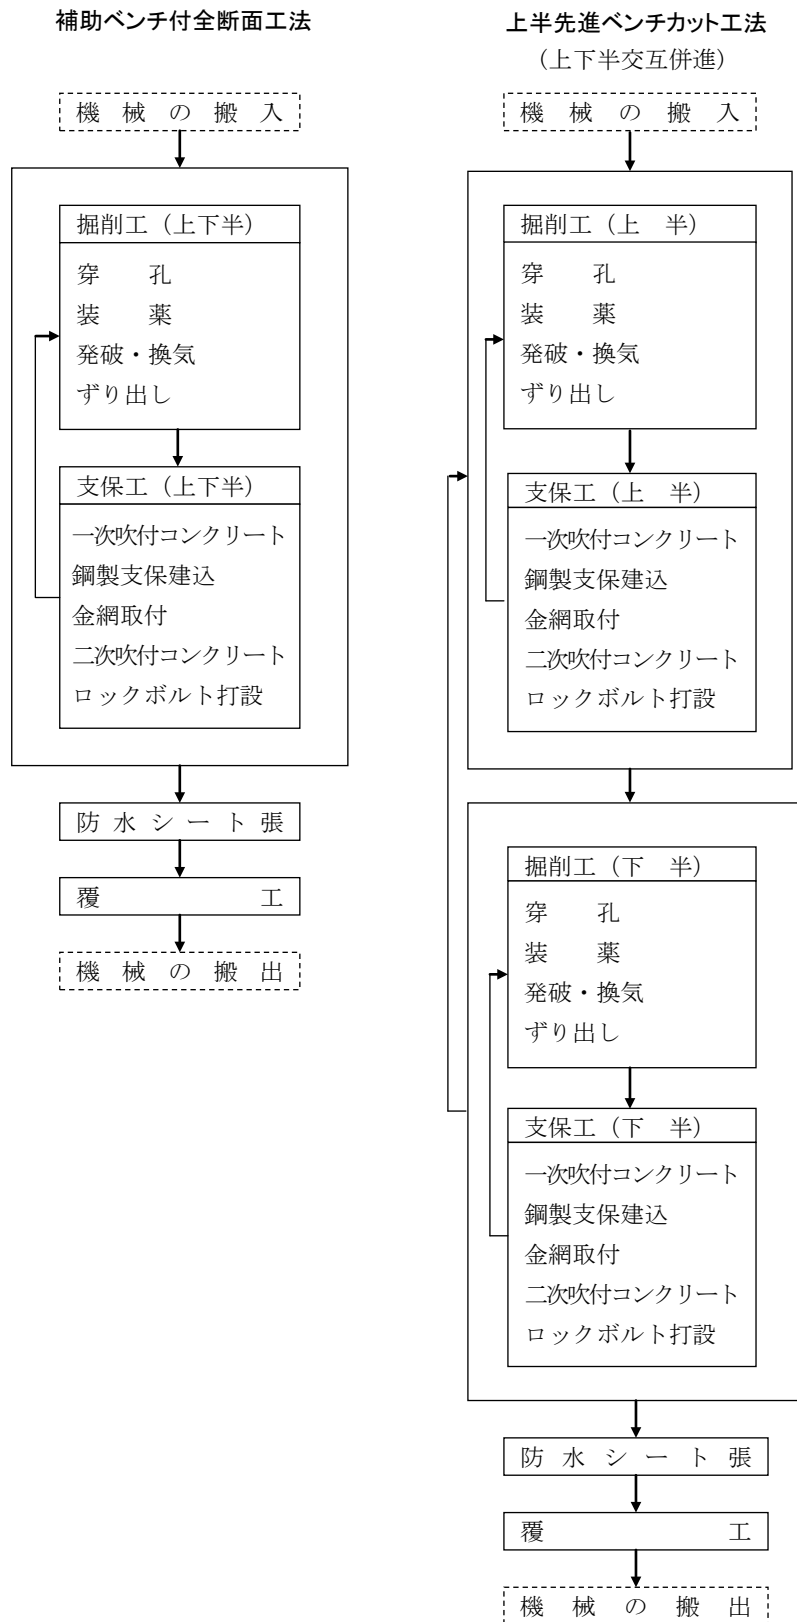 補助ベンチ付全断面工法
機械の搬入
掘削工（上下半）
穿　　孔
装　　薬
発破・換気
ずり出し
支保工（上下半）
一次吹付コンクリート
鋼製支保建込
金網取付
二次吹付コンクリート
ロックボルト打設
防水シート張
覆　　工
機械の搬出
上半先進ベンチカット工法
（上下半交互併進）
機械の搬入
掘削工（上　半）
穿　　孔
装　　薬
発破・換気
ずり出し
支保工（上　半）
一次吹付コンクリート
鋼製支保建込
金網取付
二次吹付コンクリート
ロックボルト打設
掘削工（下　半）
穿　　孔
装　　薬
発破・換気
ずり出し
支保工（下　半）
一次吹付コンクリート
鋼製支保建込
金網取付
二次吹付コンクリート
ロックボルト打設
防水シート張
覆　　工
機械の搬出